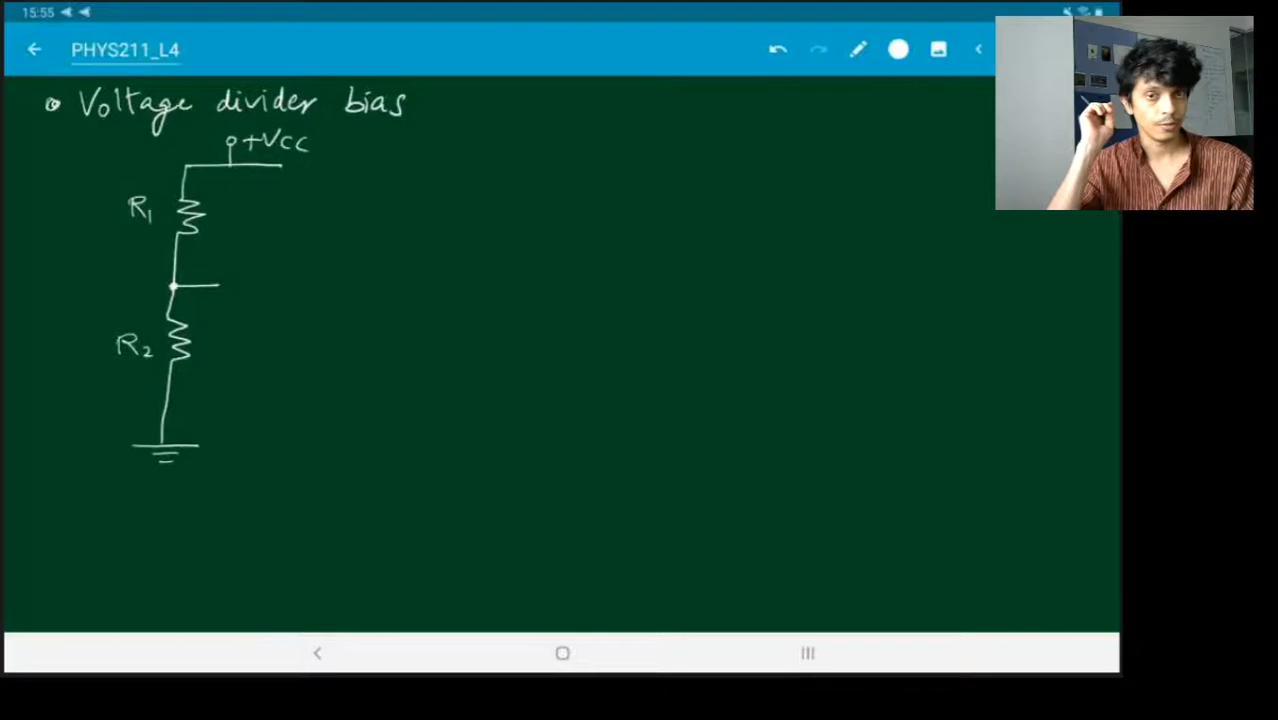 15:55
PHYS211_L4
Voltage divider bias
+VCC
R1
R2